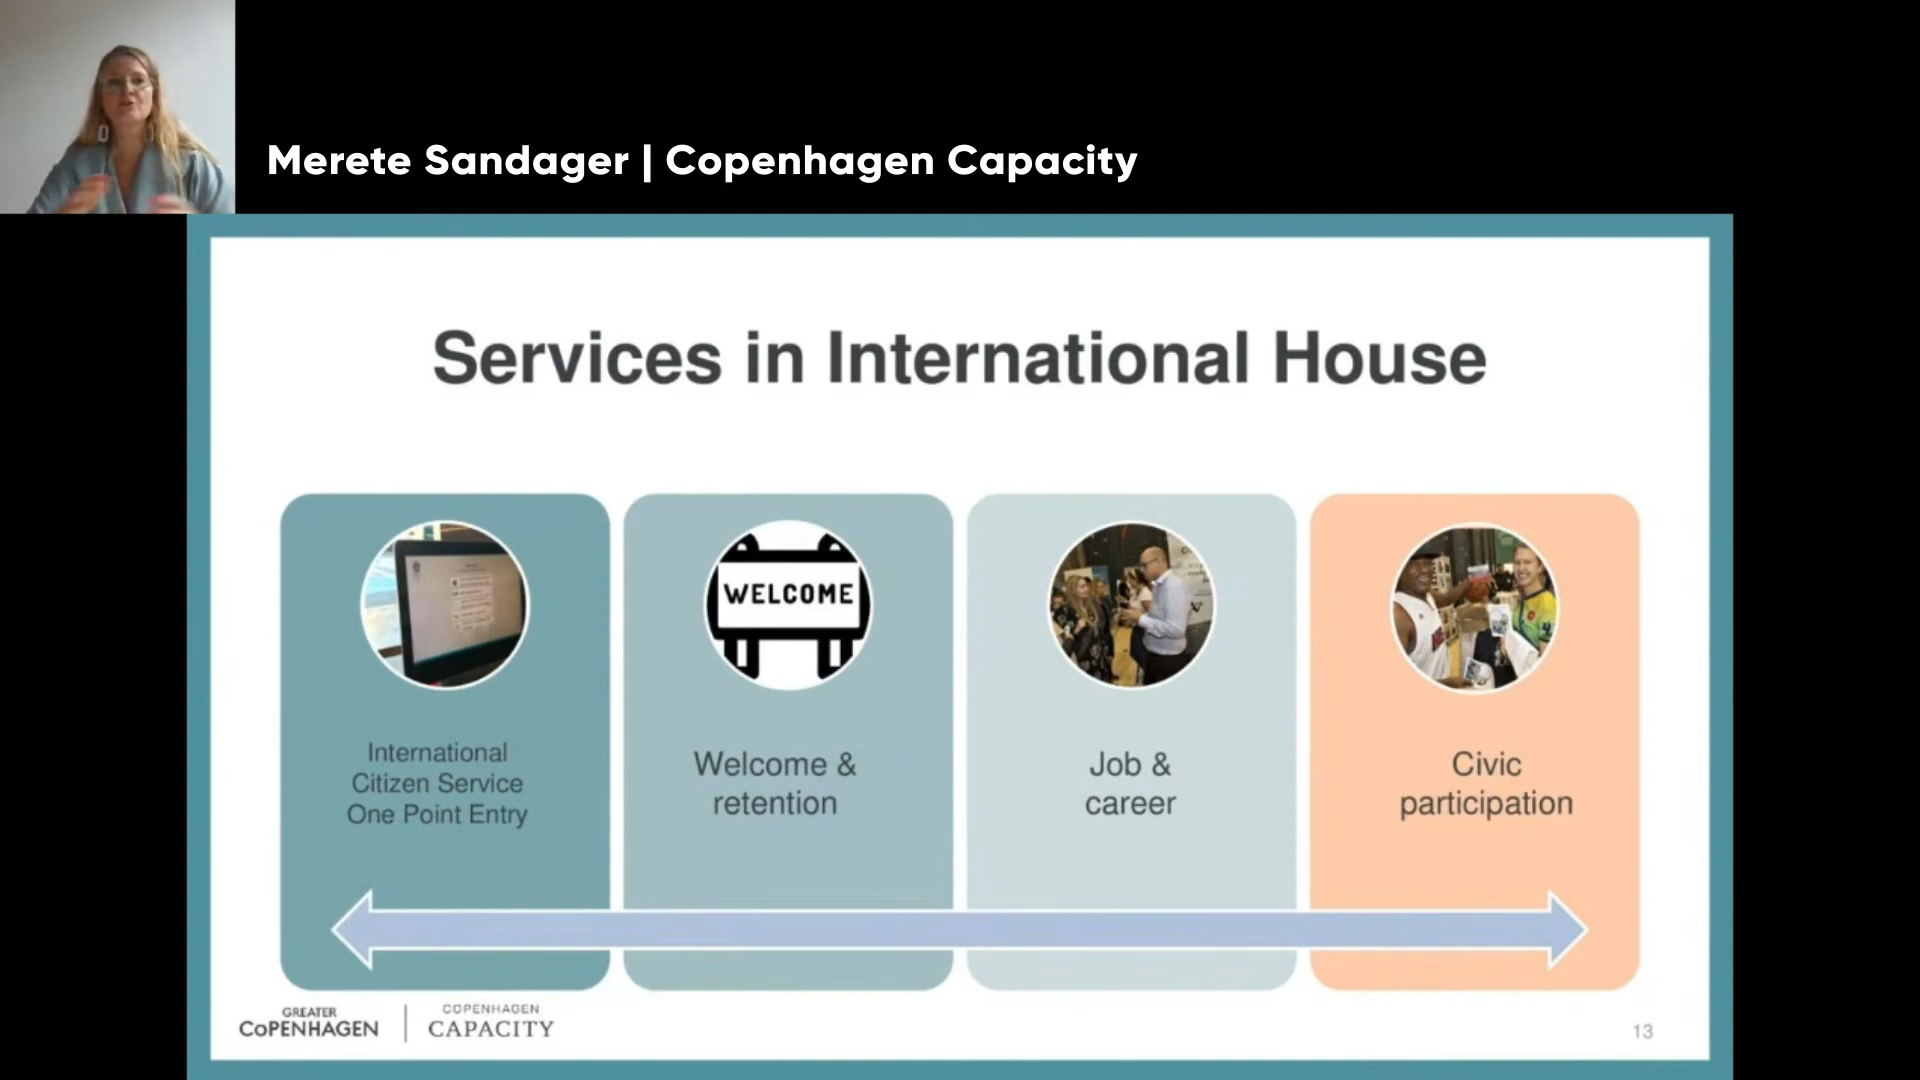 Merete Sandager | Copenhagen Capacity
Services in International House
WELCOME
International
Citizen Service
One Point Entry
Welcome &
retention
Job &
career
Civic
participation
GREATER
COPENHAGEN
COPENHAGEN
CAPACITY
13